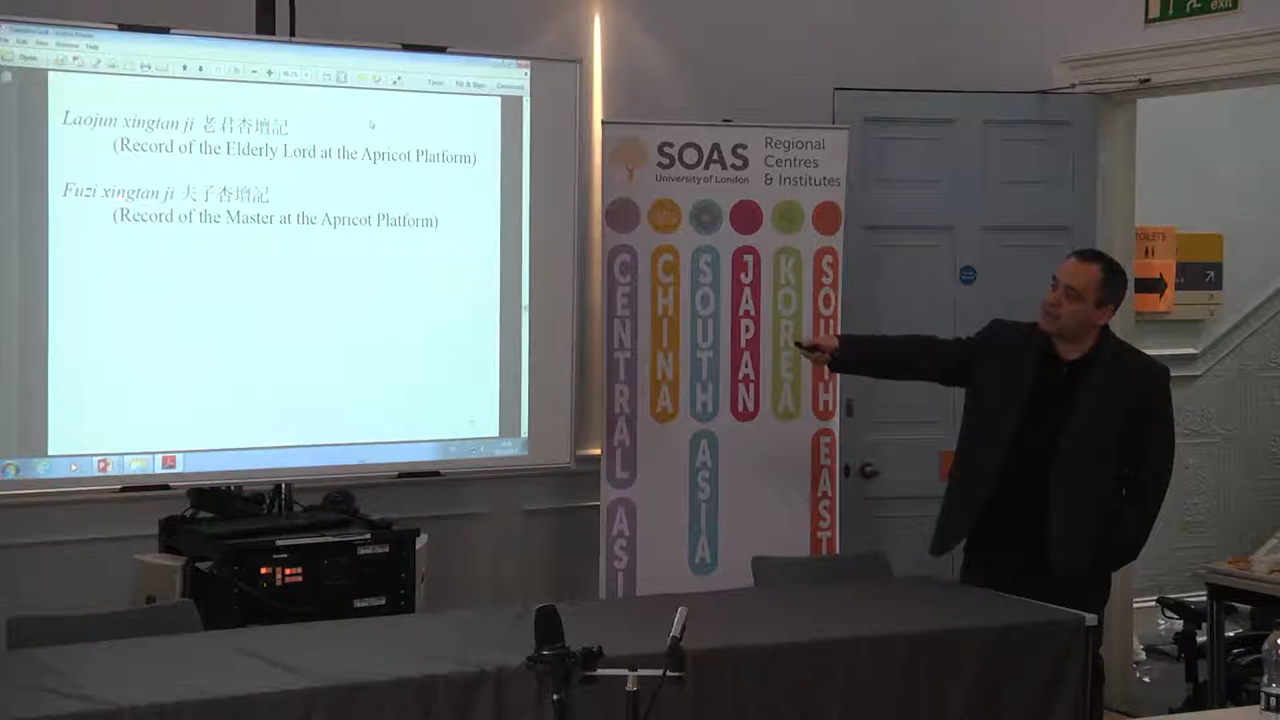 Open
Laojun xingtan ji 老君杏壇記
(Record of the Elderly Lord at the Apricot Platform)
Fuzi xingtan ji 夫子杏壇記
(Record of the Master at the Apricot Platform)
SOAS
University of London
Regional
Centres
& Institutes
CENTRAL ASI
CHINA
SOUTH ASIA
JAPAN
KOREA
SOUTH EAST
exit
TOILETS